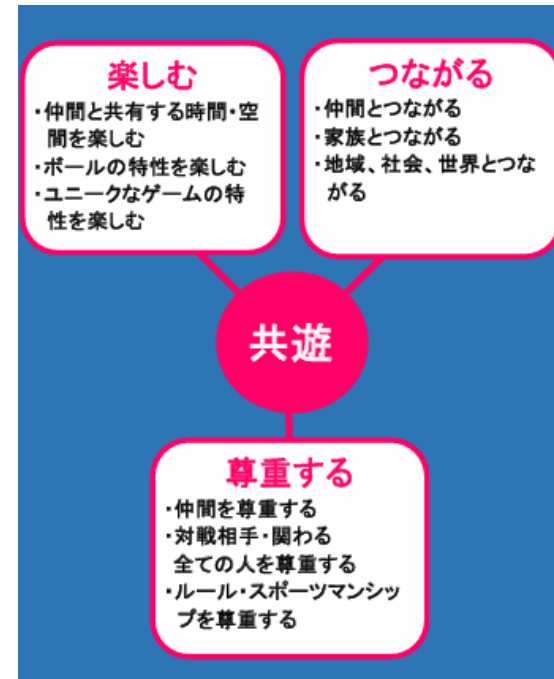 楽しむ
・仲間と共有する時間・空
間を楽しむ
・ボールの特性を楽しむ
・ユニークなゲームの特
性を楽しむ
つながる
・仲間とつながる
・家族とつながる
・地域、社会、世界とつな
がる
共遊
尊重する
・仲間を尊重する
・対戦相手・関わる
全ての人を尊重する
・ルール・スポーツマンシッ
プを尊重する